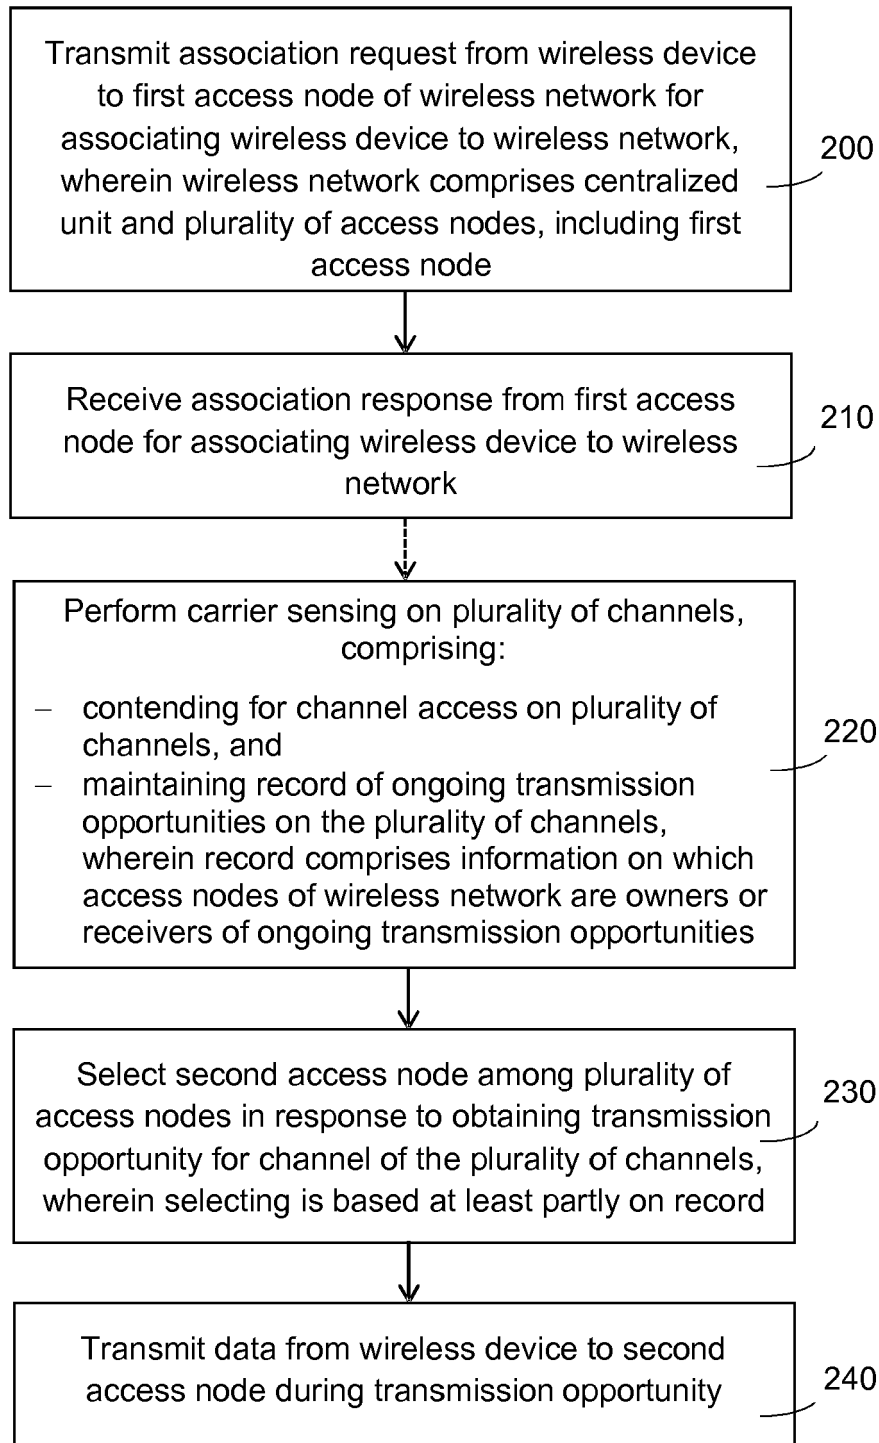 Transmit association request from wireless device
to first access node of wireless network for
associating wireless device to wireless network,
wherein wireless network comprises centralized
unit and plurality of access nodes, including first
access node
200
Receive association response from first access
node for associating wireless device to wireless
network
210
Perform carrier sensing on plurality of channels,
comprising:
– contending for channel access on plurality of
channels, and
– maintaining record of ongoing transmission
opportunities on the plurality of channels,
wherein record comprises information on which
access nodes of wireless network are owners or
receivers of ongoing transmission opportunities
220
Select second access node among plurality of
access nodes in response to obtaining transmission
opportunity for channel of the plurality of channels,
wherein selecting is based at least partly on record
230
Transmit data from wireless device to second
access node during transmission opportunity
240